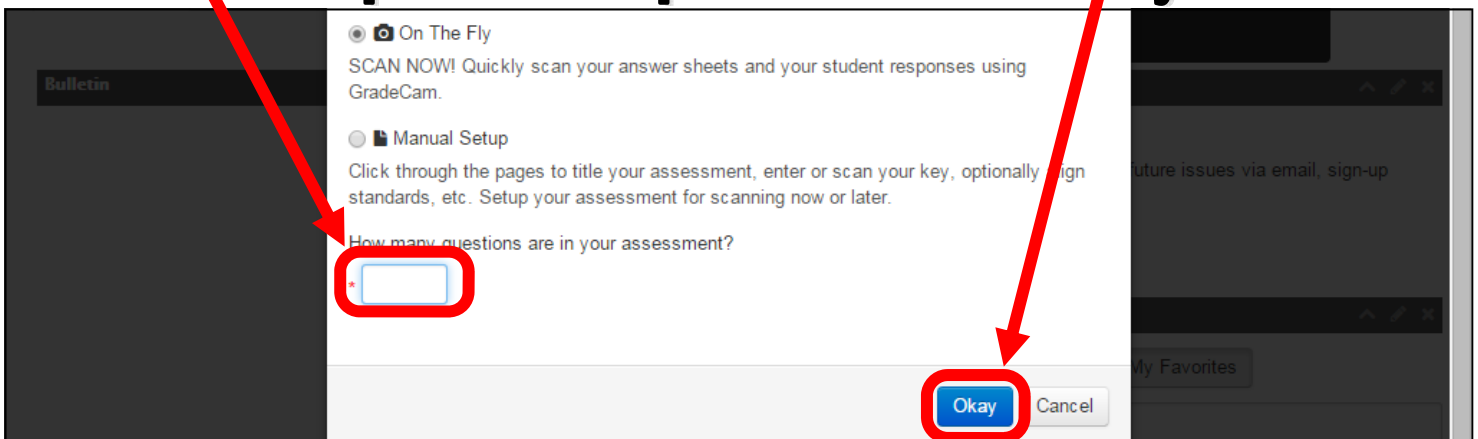 On The Fly
SCAN NOW! Quickly scan your answer sheets and your student responses using
GradeCam.
Bulletin
Manual Setup
Click through the pages to title your assessment, enter or scan your key, optionally
standards, etc. Setup your assessment for scanning now or later.
future issues via email, sign-up
How many questions are in your assessment?
*
My Favorites
Okay
Cancel